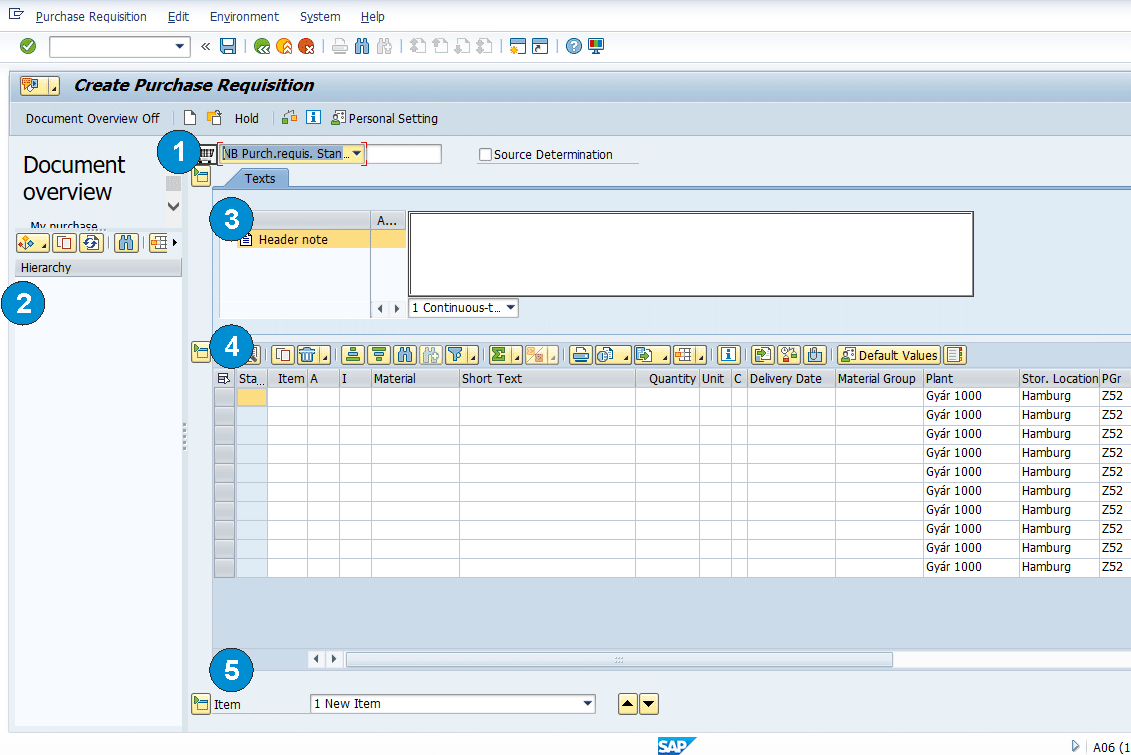 Purchase Requisition Edit Environment System Help
Create Purchase Requisition
Document Overview Off Hold Personal Setting
1 NB Purch.requis. Stan... Source Determination
Document
overview
My purchase...
Texts
3 A...
Header note
Hierarchy
2
1 Continuous-t...
4 Default Values
Sta... Item A I Material Short Text Quantity Unit C Delivery Date Material Group Plant Stor. Location PGr
Gyár 1000 Hamburg Z52
Gyár 1000 Hamburg Z52
Gyár 1000 Hamburg Z52
Gyár 1000 Hamburg Z52
Gyár 1000 Hamburg Z52
Gyár 1000 Hamburg Z52
Gyár 1000 Hamburg Z52
Gyár 1000 Hamburg Z52
Gyár 1000 Hamburg Z52
Gyár 1000 Hamburg Z52
5
Item 1 New Item
SAP A06 (1